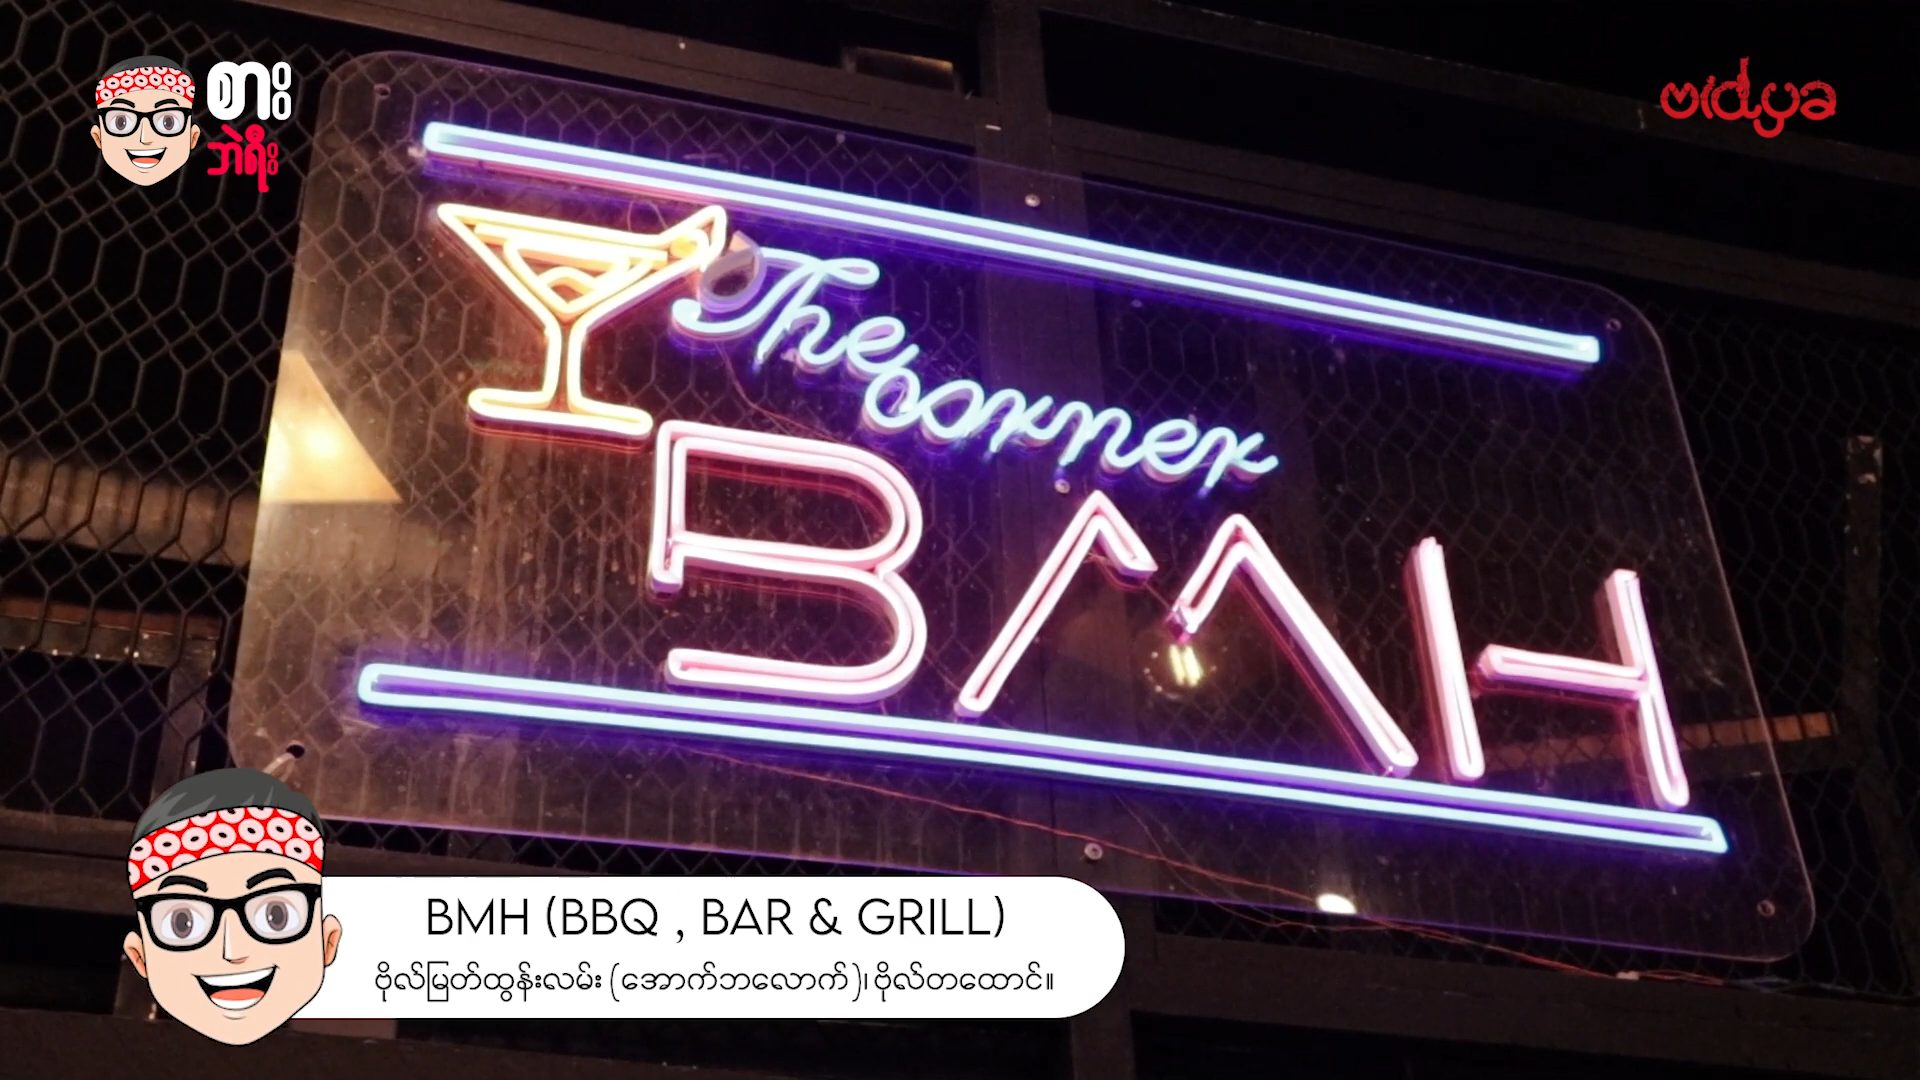 စား
ဘဲရီး
vidya
The corner
BMH
BMH (BBQ , BAR & GRILL)
ဗိုလ်မြတ်ထွန်းလမ်း (အောက်ဘလောက်)၊ ဗိုလ်တထောင်။